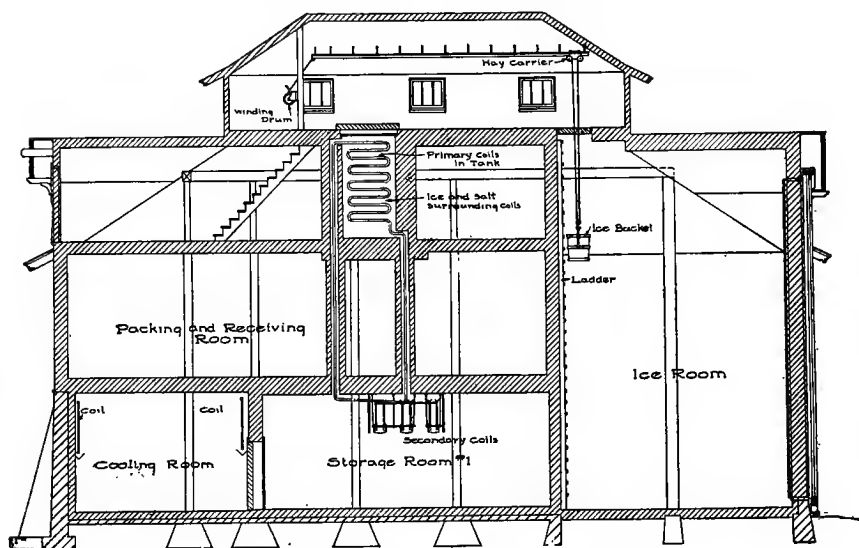 Hay Carrier
Winding
Drum
Primary Coils
in Tank
Ice and Salt
surrounding Coils
Ice Bucket
Ladder
Packing and Receiving
Room
Ice Room
Coil
Coil
Secondary Coils
Cooling Room
Storage Room #1